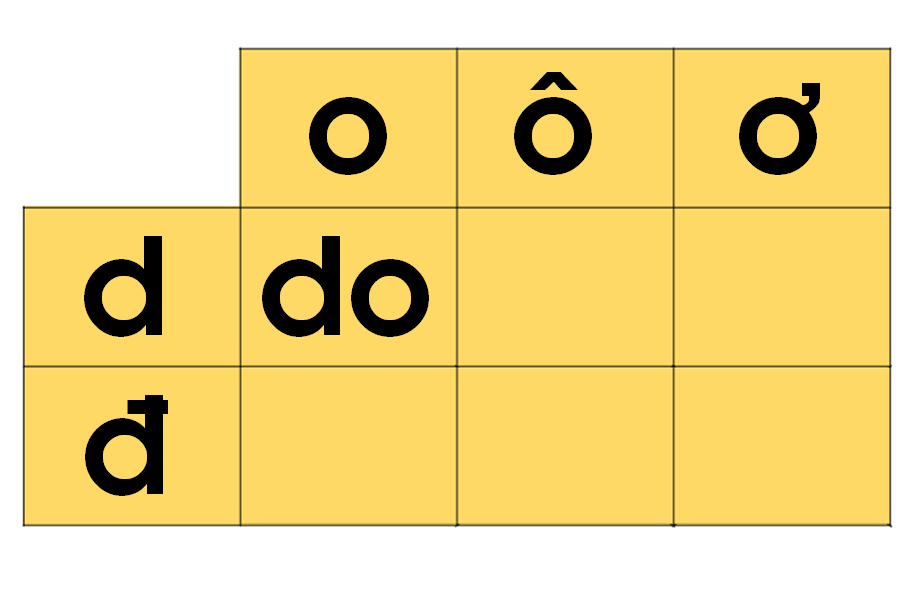 o ô ơ
d do
đ